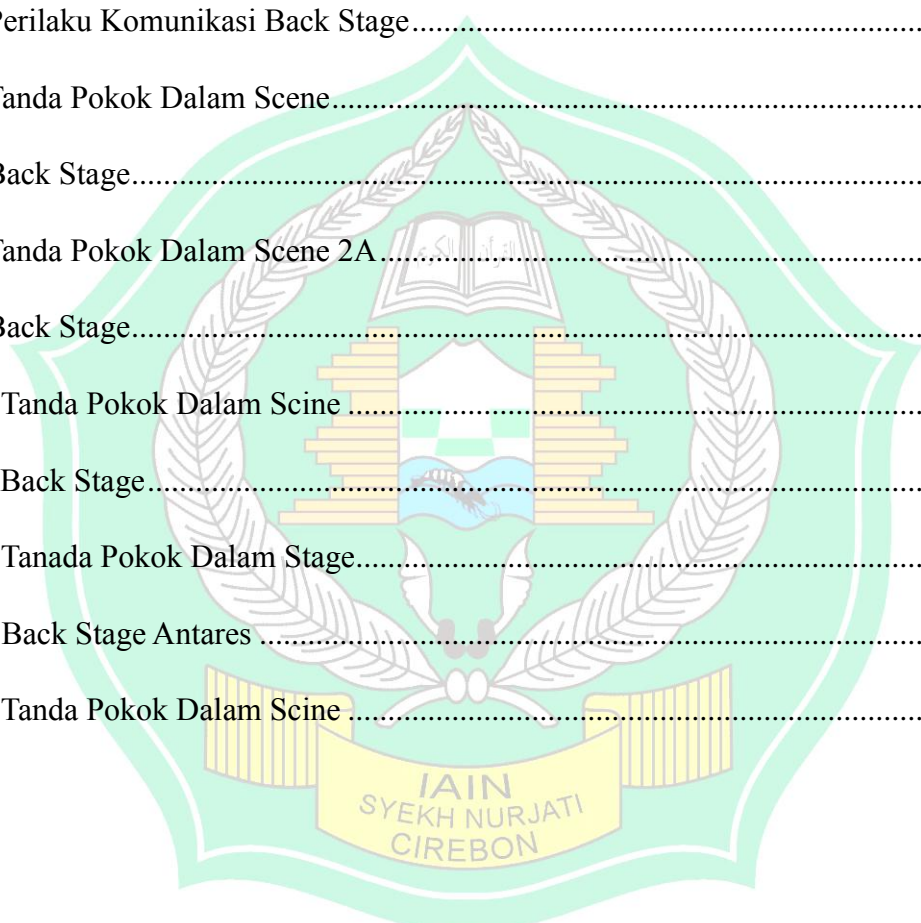 Perilaku Komunikasi Back Stage
Tanda Pokok Dalam Scene
Back Stage
القرآن الكريم
Tanda Pokok Dalam Scene 2A
Back Stage
Tanda Pokok Dalam Scine
Back Stage
Tanada Pokok Dalam Stage
Back Stage Antares
Tanda Pokok Dalam Scine
IAIN
SYEKH NURJATI
CIREBON